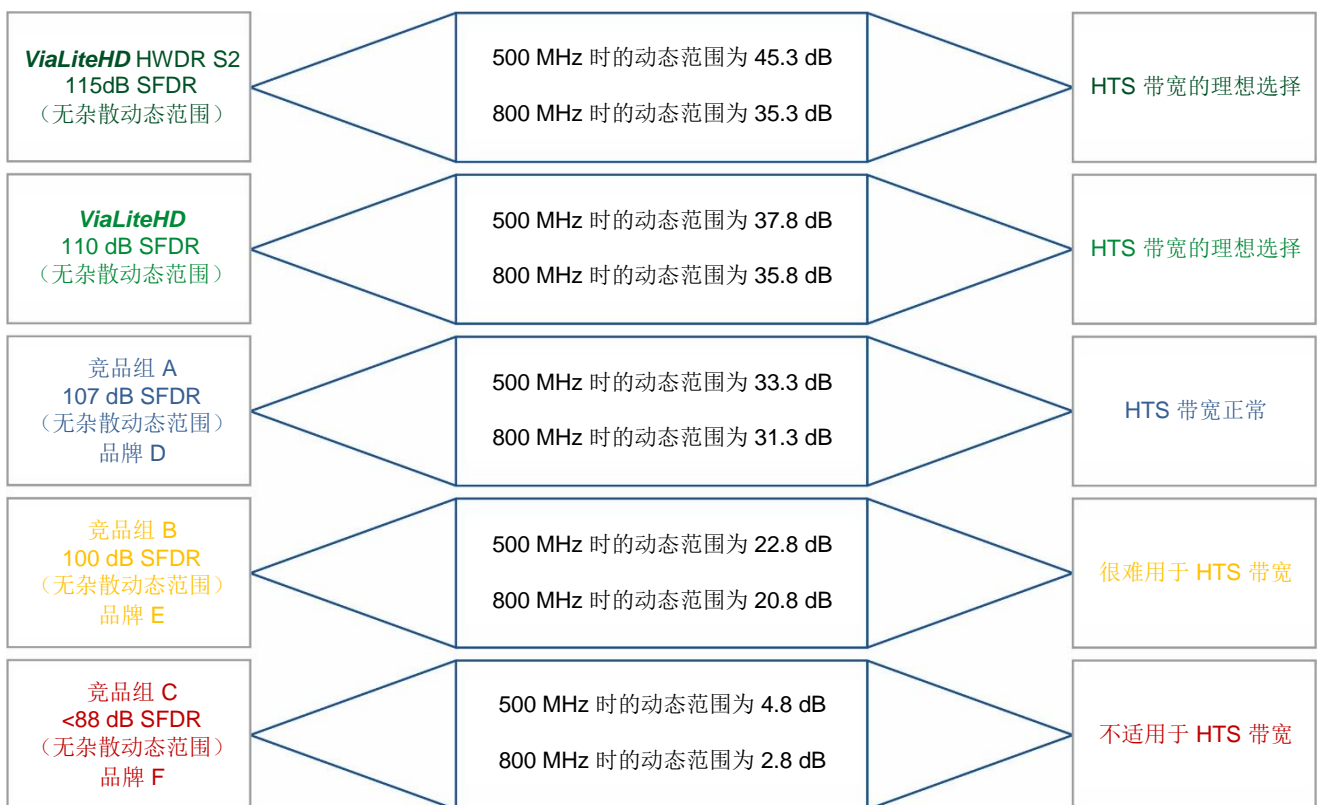 ViaLiteHD HWDR S2
115dB SFDR
（无杂散动态范围）
500 MHz 时的动态范围为 45.3 dB
800 MHz 时的动态范围为 35.3 dB
HTS 带宽的理想选择
ViaLiteHD
110 dB SFDR
（无杂散动态范围）
500 MHz 时的动态范围为 37.8 dB
800 MHz 时的动态范围为 35.8 dB
HTS 带宽的理想选择
竞品组 A
107 dB SFDR
（无杂散动态范围）
品牌 D
500 MHz 时的动态范围为 33.3 dB
800 MHz 时的动态范围为 31.3 dB
HTS 带宽正常
竞品组 B
100 dB SFDR
（无杂散动态范围）
品牌 E
500 MHz 时的动态范围为 22.8 dB
800 MHz 时的动态范围为 20.8 dB
很难用于 HTS 带宽
竞品组 C
<88 dB SFDR
（无杂散动态范围）
品牌 F
500 MHz 时的动态范围为 4.8 dB
800 MHz 时的动态范围为 2.8 dB
不适用于 HTS 带宽